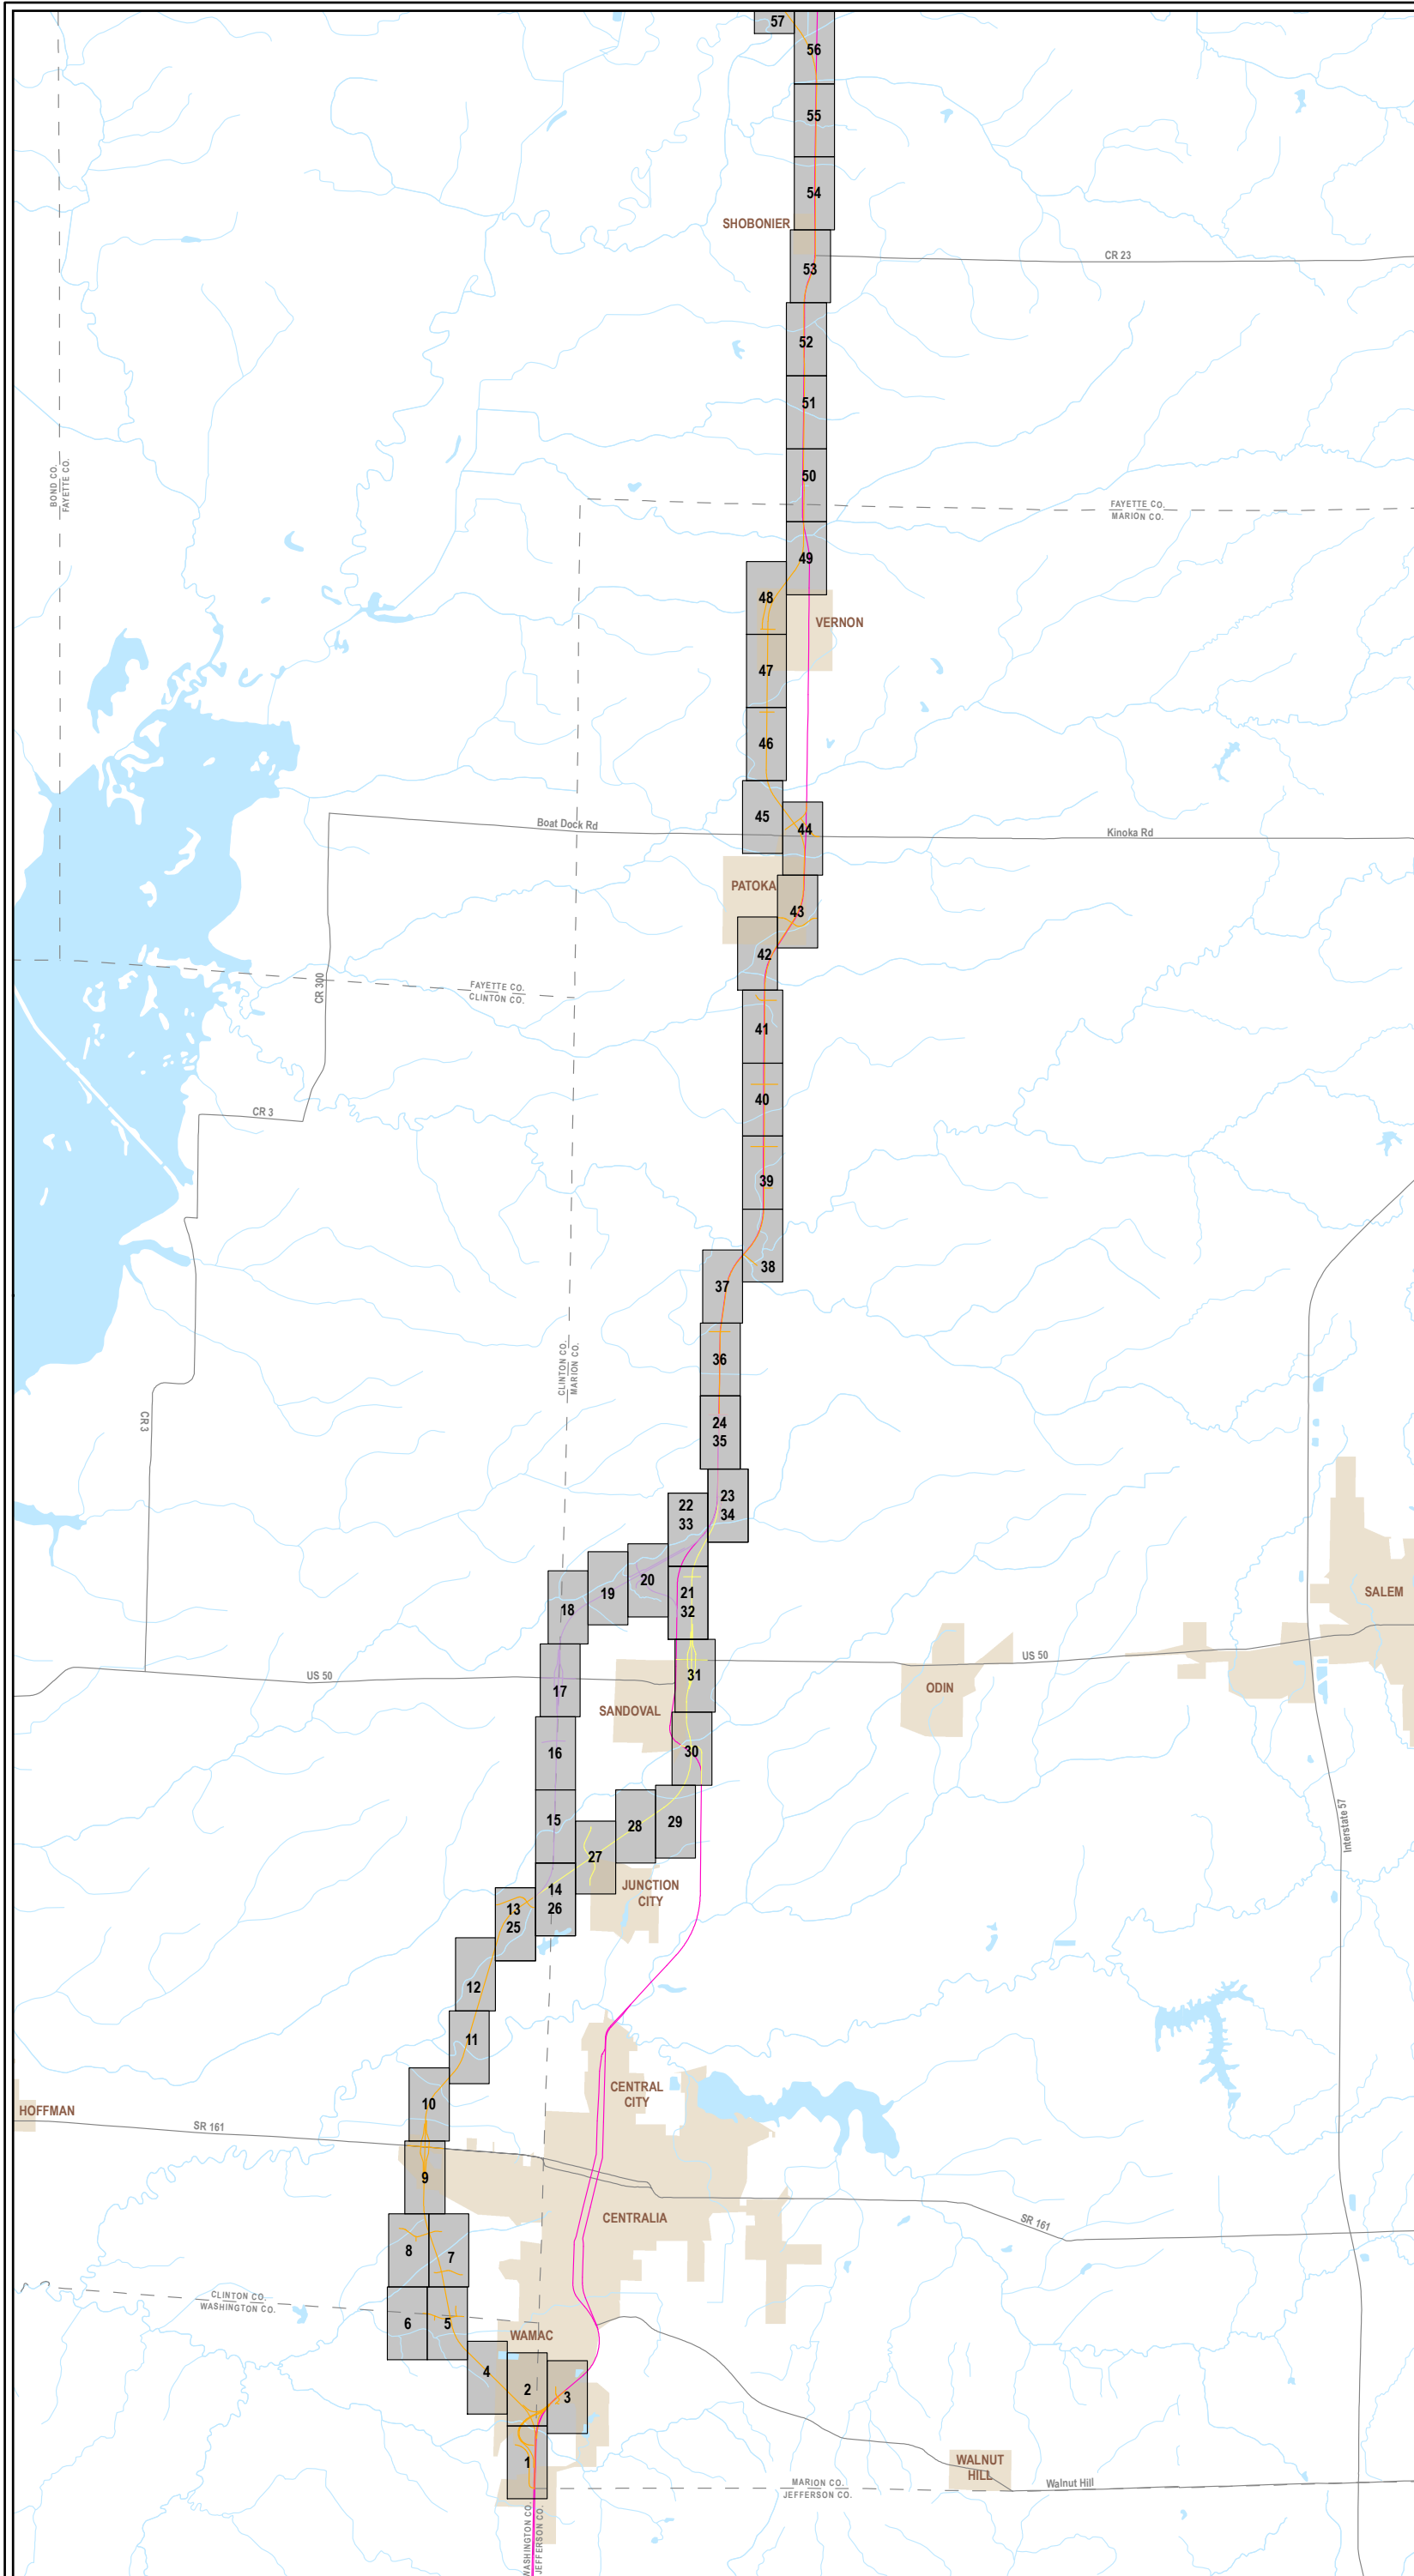 57
56
55
54
SHOBONIER
53
CR 23
52
51
BOND CO.
FAYETTE CO.
50
FAYETTE CO.
MARION CO.
49
48
VERNON
47
46
45
Boat Dock Rd
44
Kinoka Rd
PATOKA
43
42
CR 300
FAYETTE CO.
CLINTON CO.
41
40
CR 3
39
38
37
36
CLINTON CO.
MARION CO.
CR 3
24
35
23
34
22
33
20
19
21
32
18
SALEM
US 50
US 50
31
17
ODIN
SANDOVAL
30
16
15
28
29
Interstate 57
27
JUNCTION
CITY
14
26
13
25
12
11
CENTRAL
CITY
10
HOFFMAN
SR 161
9
CENTRALIA
SR 161
8
7
CLINTON CO.
WASHINGTON CO.
6
5
WAMAC
4
2
3
1
WALNUT
HILL
MARION CO.
JEFFERSON CO.
Walnut Hill
WASHINGTON CO.
JEFFERSON CO.